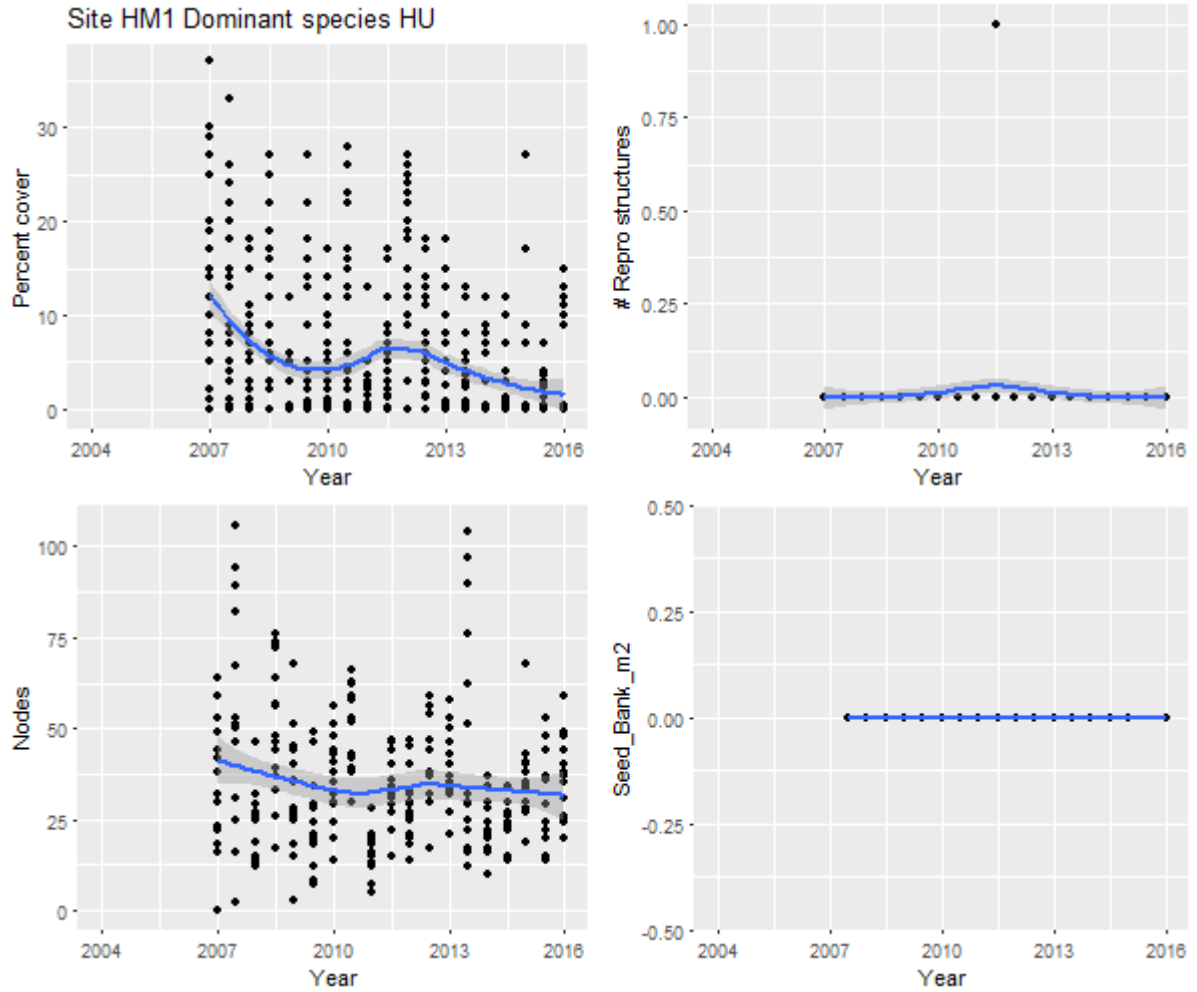 Site HM1 Dominant species HU
Percent cover
30
20
10
0
2004 2007 2010 2013 2016
Year
# Repro structures
1.00
0.75
0.50
0.25
0.00
2004 2007 2010 2013 2016
Year
Nodes
100
75
50
25
0
2004 2007 2010 2013 2016
Year
Seed_Bank_m2
0.50
0.25
0.00
-0.25
-0.50
2004 2007 2010 2013 2016
Year